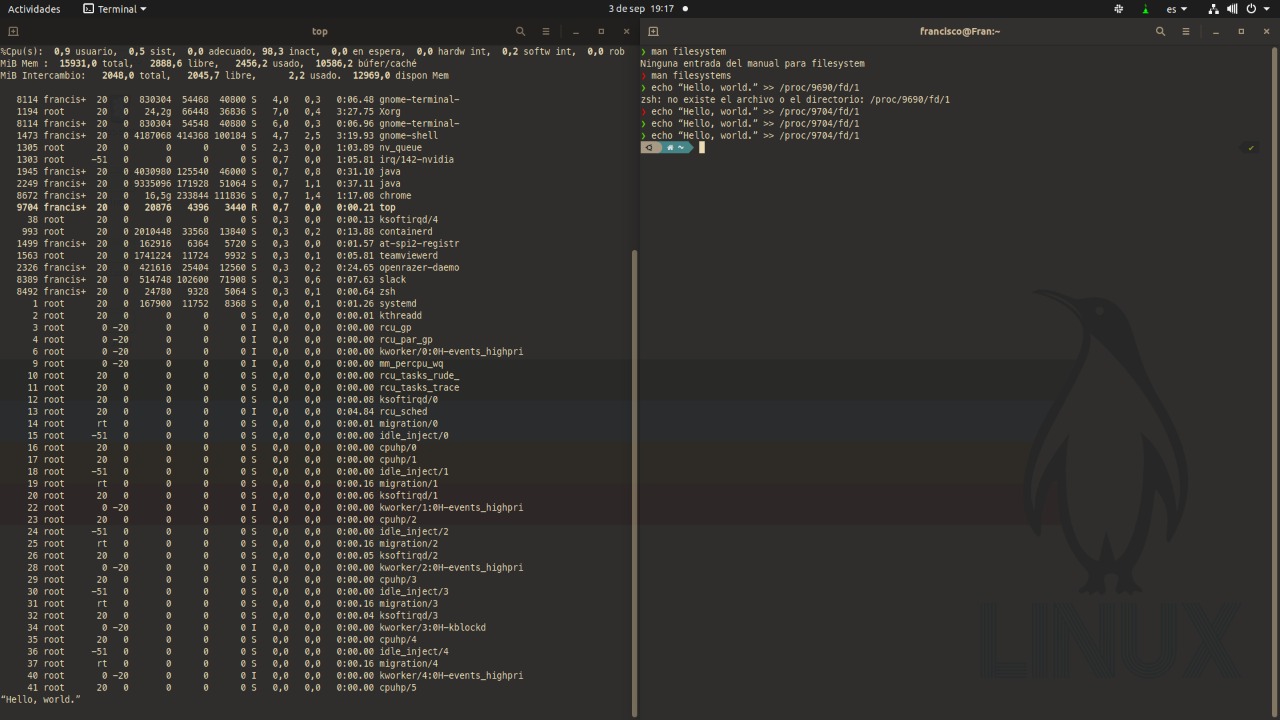 Actividades Terminal 3 de sep 19:17 es
top
%Cpu(s): 0,9 usuario, 0,5 sist, 0,0 adecuado, 98,3 inact, 0,0 en espera, 0,0 hardw int, 0,2 softw int, 0,0 rob
MiB Mem : 15931,0 total, 2888,6 libre, 2456,2 usado, 10586,2 búfer/caché
MiB Intercambio: 2048,0 total, 2045,7 libre, 2,2 usado. 12969,0 dispon Mem
8114 francis+ 20 0 830304 54468 40800 S 4,0 0,3 0:06.48 gnome-terminal-
1194 root 20 0 24,2g 66448 36836 S 7,0 0,4 3:27.75 Xorg
8114 francis+ 20 0 830304 54548 40880 S 6,0 0,3 0:06.96 gnome-terminal-
1473 francis+ 20 0 4187068 414368 100184 S 4,7 2,5 3:19.93 gnome-shell
1305 root 20 0 0 0 0 S 2,3 0,0 1:03.89 nv_queue
1303 root -51 0 0 0 0 S 0,7 0,0 1:05.81 irq/142-nvidia
1945 francis+ 20 0 4030980 125540 46000 S 0,7 0,8 0:31.10 java
2249 francis+ 20 0 9335096 171928 51064 S 0,7 1,1 0:37.11 java
8672 francis+ 20 0 16,5g 233844 111836 S 0,7 1,4 1:17.08 chrome
9704 francis+ 20 0 20876 4396 3440 R 0,7 0,0 0:00.21 top
38 root 20 0 0 0 0 S 0,3 0,0 0:00.13 ksoftirqd/4
993 root 20 0 2010448 33568 13840 S 0,3 0,2 0:13.88 containerd
1499 francis+ 20 0 162916 6364 5720 S 0,3 0,0 0:01.57 at-spi2-registr
1563 root 20 0 1741224 11724 9932 S 0,3 0,1 0:05.81 teamviewerd
2326 francis+ 20 0 421616 25404 12560 S 0,3 0,2 0:24.65 openrazer-daemo
8389 francis+ 20 0 514748 102600 71908 S 0,3 0,6 0:07.63 slack
8492 francis+ 20 0 24780 9328 5064 S 0,3 0,1 0:00.64 zsh
1 root 20 0 167900 11752 8368 S 0,0 0,1 0:01.26 systemd
2 root 20 0 0 0 0 S 0,0 0,0 0:00.01 kthreadd
3 root 0 -20 0 0 0 I 0,0 0,0 0:00.00 rcu_gp
4 root 0 -20 0 0 0 I 0,0 0,0 0:00.00 rcu_par_gp
6 root 0 -20 0 0 0 I 0,0 0,0 0:00.00 kworker/0:0H-events_highpri
9 root 0 -20 0 0 0 I 0,0 0,0 0:00.00 mm_percpu_wq
10 root 20 0 0 0 0 S 0,0 0,0 0:00.00 rcu_tasks_rude_
11 root 20 0 0 0 0 S 0,0 0,0 0:00.00 rcu_tasks_trace
12 root 20 0 0 0 0 S 0,0 0,0 0:00.08 ksoftirqd/0
13 root 20 0 0 0 0 I 0,0 0,0 0:04.84 rcu_sched
14 root rt 0 0 0 0 S 0,0 0,0 0:00.01 migration/0
15 root -51 0 0 0 0 S 0,0 0,0 0:00.00 idle_inject/0
16 root 20 0 0 0 0 S 0,0 0,0 0:00.00 cpuhp/0
17 root 20 0 0 0 0 S 0,0 0,0 0:00.00 cpuhp/1
18 root -51 0 0 0 0 S 0,0 0,0 0:00.00 idle_inject/1
19 root rt 0 0 0 0 S 0,0 0,0 0:00.16 migration/1
20 root 20 0 0 0 0 S 0,0 0,0 0:00.06 ksoftirqd/1
22 root 0 -20 0 0 0 I 0,0 0,0 0:00.00 kworker/1:0H-events_highpri
23 root 20 0 0 0 0 S 0,0 0,0 0:00.00 cpuhp/2
24 root -51 0 0 0 0 S 0,0 0,0 0:00.00 idle_inject/2
25 root rt 0 0 0 0 S 0,0 0,0 0:00.16 migration/2
26 root 20 0 0 0 0 S 0,0 0,0 0:00.05 ksoftirqd/2
28 root 0 -20 0 0 0 I 0,0 0,0 0:00.00 kworker/2:0H-events_highpri
29 root 20 0 0 0 0 S 0,0 0,0 0:00.00 cpuhp/3
30 root -51 0 0 0 0 S 0,0 0,0 0:00.00 idle_inject/3
31 root rt 0 0 0 0 S 0,0 0,0 0:00.16 migration/3
32 root 20 0 0 0 0 S 0,0 0,0 0:00.04 ksoftirqd/3
34 root 0 -20 0 0 0 I 0,0 0,0 0:00.00 kworker/3:0H-kblockd
35 root 20 0 0 0 0 S 0,0 0,0 0:00.00 cpuhp/4
36 root -51 0 0 0 0 S 0,0 0,0 0:00.00 idle_inject/4
37 root rt 0 0 0 0 S 0,0 0,0 0:00.16 migration/4
40 root 0 -20 0 0 0 I 0,0 0,0 0:00.00 kworker/4:0H-events_highpri
41 root 20 0 0 0 0 S 0,0 0,0 0:00.00 cpuhp/5
“Hello, world.”
francisco@Fran:~
❯ man filesystem
Ninguna entrada del manual para filesystem
❯ man filesystems
❯ echo “Hello, world.” >> /proc/9690/fd/1
zsh: no existe el archivo o el directorio: /proc/9690/fd/1
❯ echo “Hello, world.” >> /proc/9704/fd/1
❯ echo “Hello, world.” >> /proc/9704/fd/1
❯ echo “Hello, world.” >> /proc/9704/fd/1
~ ✔
LINUX